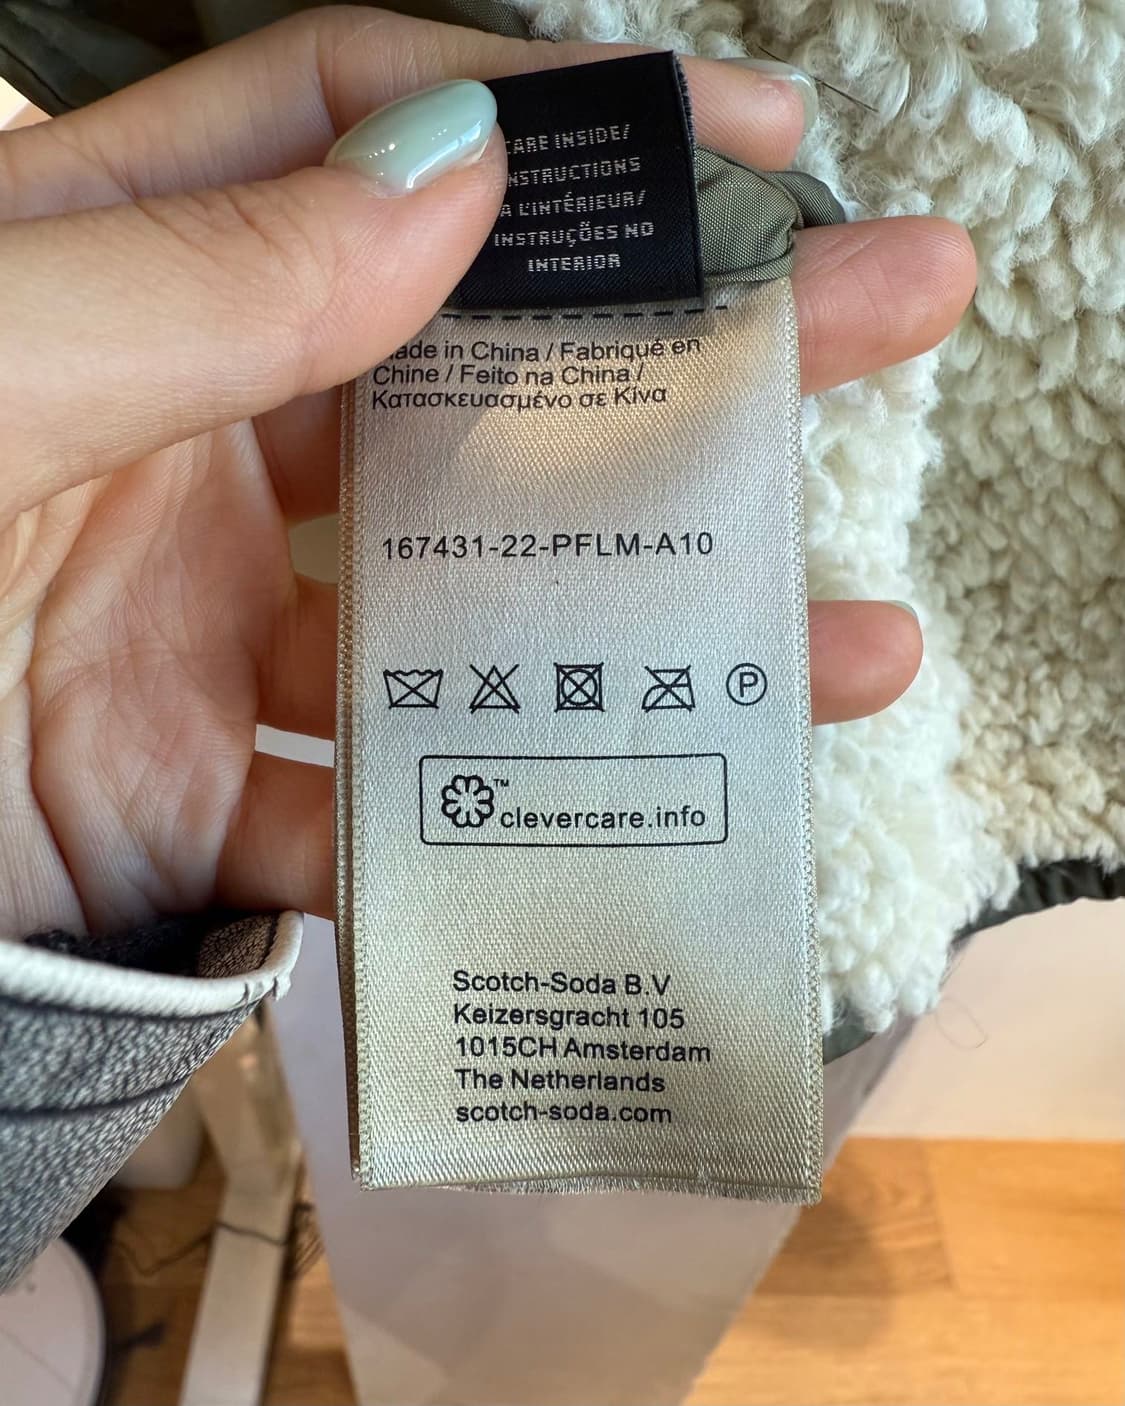 CARE INSIDE/
INSTRUCTIONS
A L'INTÉRIEUR/
INSTRUÇÕES NO
INTERIOR
Made in China / Fabriqué en
Chine / Feito na China /
Κατασκευασμένο σε Κίνα
167431-22-PFLM-A10
P
™
clevercare.info
Scotch-Soda B.V
Keizersgracht 105
1015CH Amsterdam
The Netherlands
scotch-soda.com